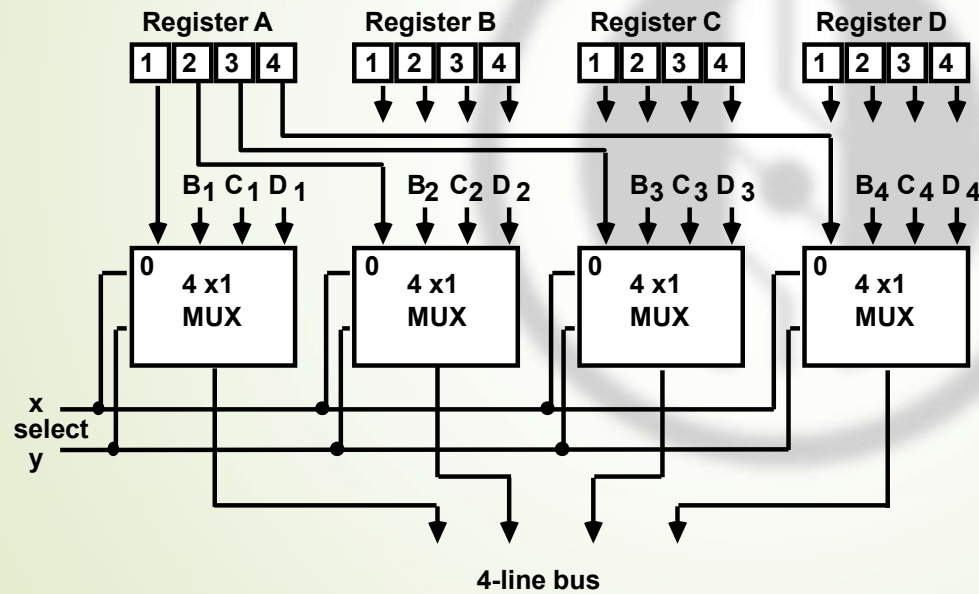 Register A Register B Register C Register D
1 2 3 4 1 2 3 4 1 2 3 4 1 2 3 4
B1 C1 D1 B2 C2 D2 B3 C3 D3 B4 C4 D4
0 0 0 0
4 x1 4 x1 4 x1 4 x1
MUX MUX MUX MUX
x
select
y
4-line bus